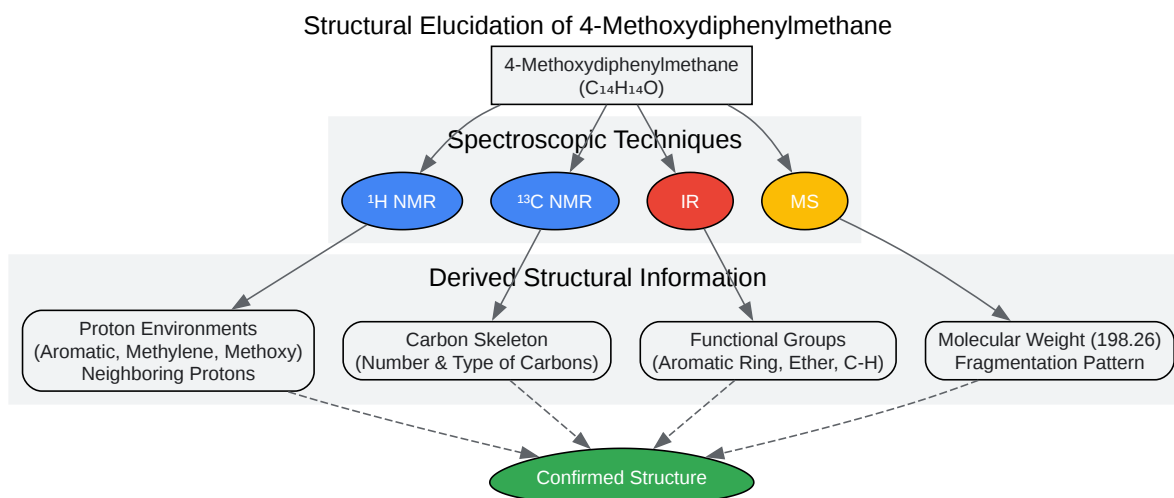 Structural Elucidation of 4-Methoxydiphenylmethane
4-Methoxydiphenylmethane
(C₁₄H₁₄O)
Spectroscopic Techniques
¹H NMR
¹³C NMR
IR
MS
Derived Structural Information
Proton Environments
(Aromatic, Methylene, Methoxy)
Neighboring Protons
Carbon Skeleton
(Number & Type of Carbons)
Functional Groups
(Aromatic Ring, Ether, C-H)
Molecular Weight (198.26)
Fragmentation Pattern
Confirmed Structure